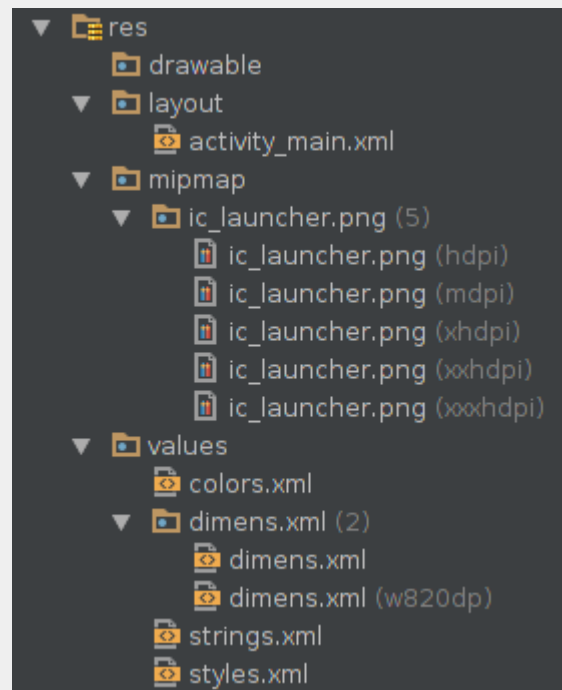 res
drawable
layout
activity_main.xml
mipmap
ic_launcher.png (5)
ic_launcher.png (hdpi)
ic_launcher.png (mdpi)
ic_launcher.png (xhdpi)
ic_launcher.png (xxhdpi)
ic_launcher.png (xxxhdpi)
values
colors.xml
dimens.xml (2)
dimens.xml
dimens.xml (w820dp)
strings.xml
styles.xml